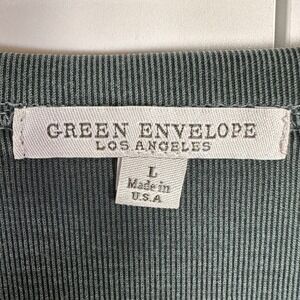 GREEN ENVELOPE
LOS ANGELES
L
Made in
U.S.A